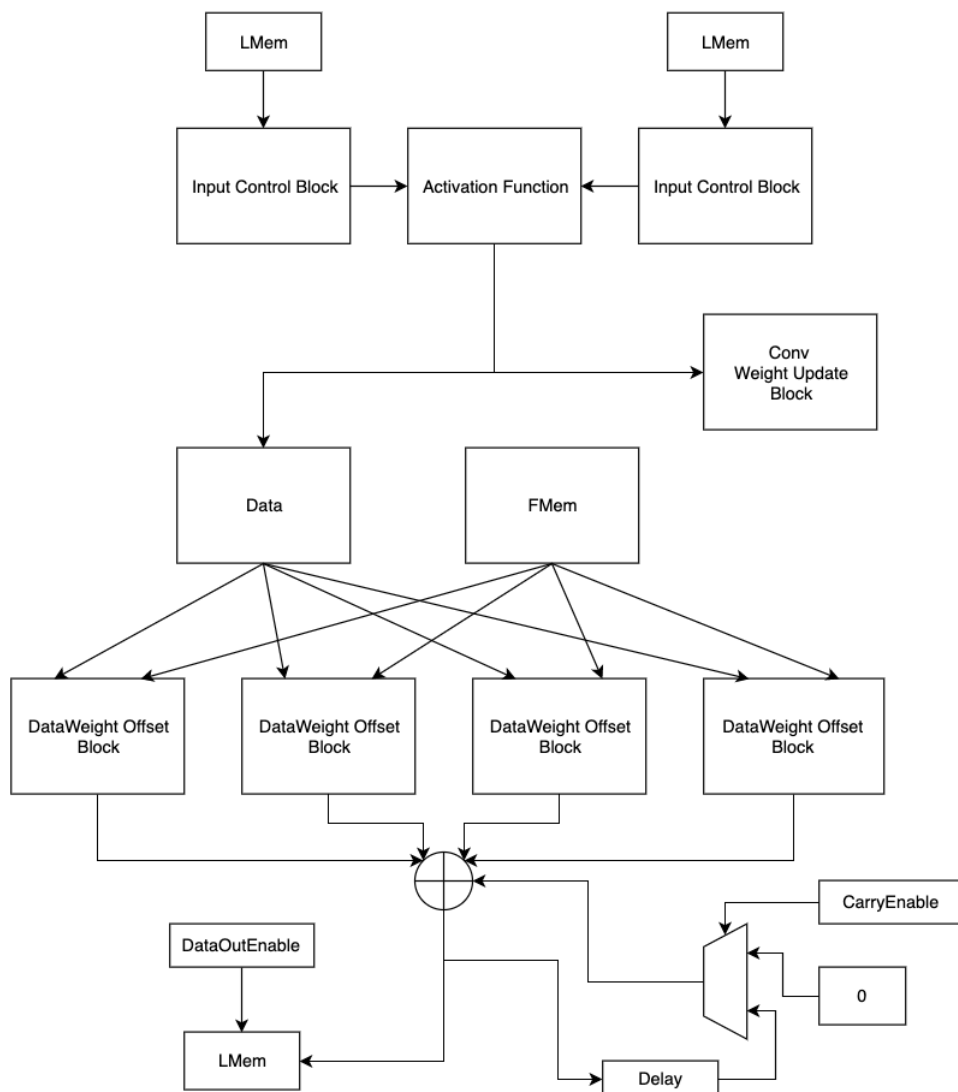 LMem
LMem
Input Control Block
Activation Function
Input Control Block
Conv
Weight Update
Block
Data
FMem
DataWeight Offset
Block
DataWeight Offset
Block
DataWeight Offset
Block
DataWeight Offset
Block
CarryEnable
DataOutEnable
0
LMem
Delay